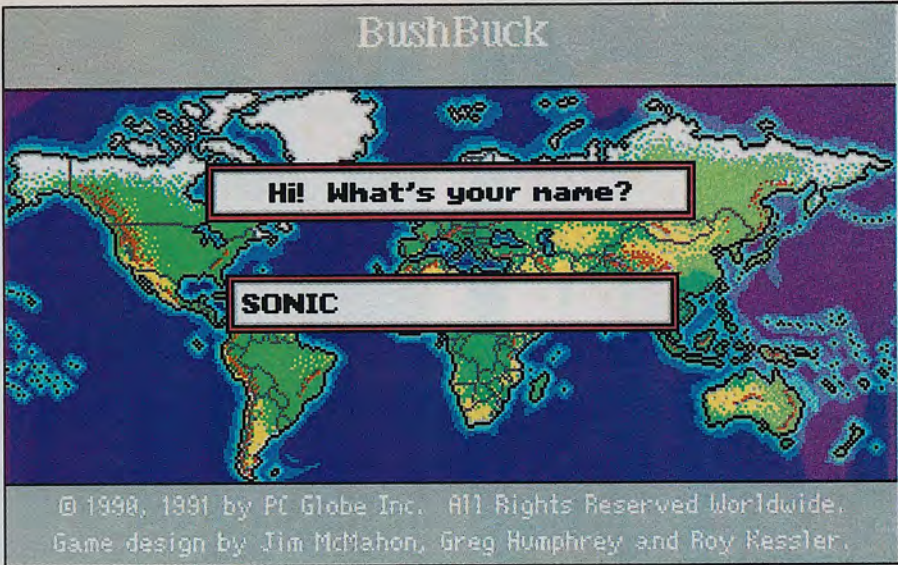 BushBuck
Hi! What's your name?
SONIC
© 1990, 1991 by PC Globe Inc. All Rights Reserved Worldwide.
Game design by Jim McMahon, Greg Humphrey and Roy Kessler.